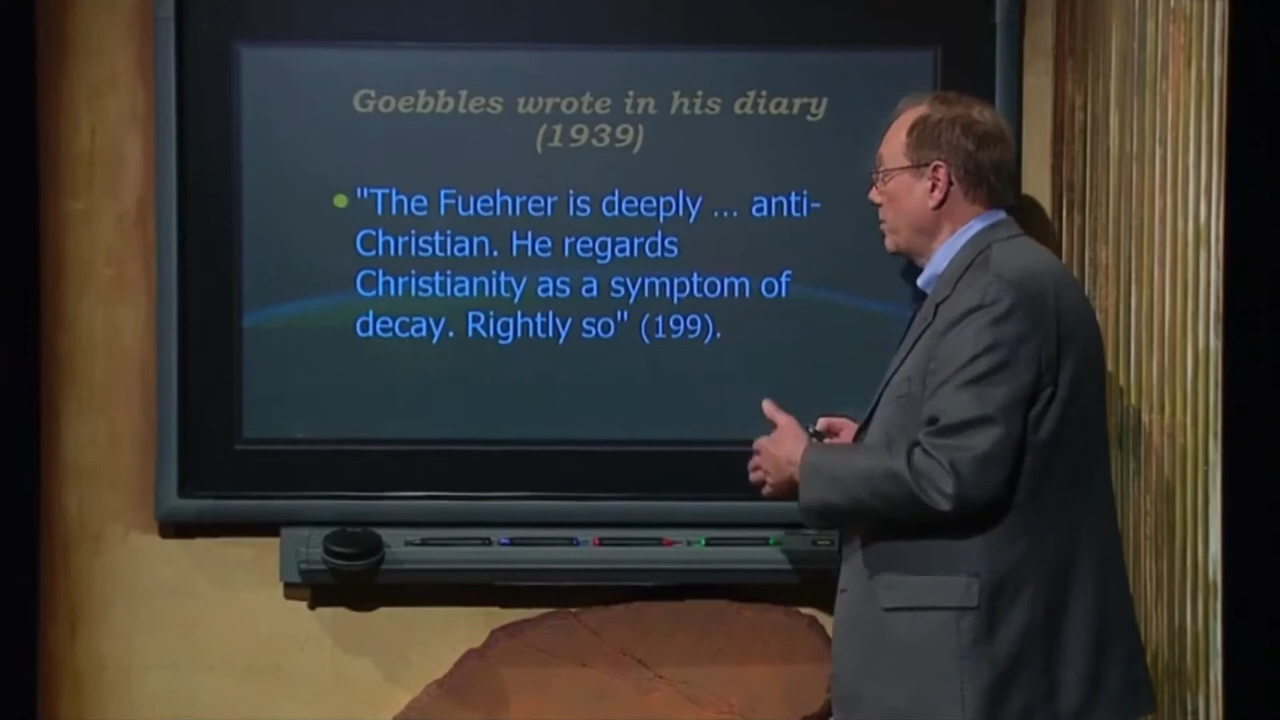 Goebbles wrote in his diary
(1939)
"The Fuehrer is deeply ... anti-
Christian. He regards
Christianity as a symptom of
decay. Rightly so" (199).